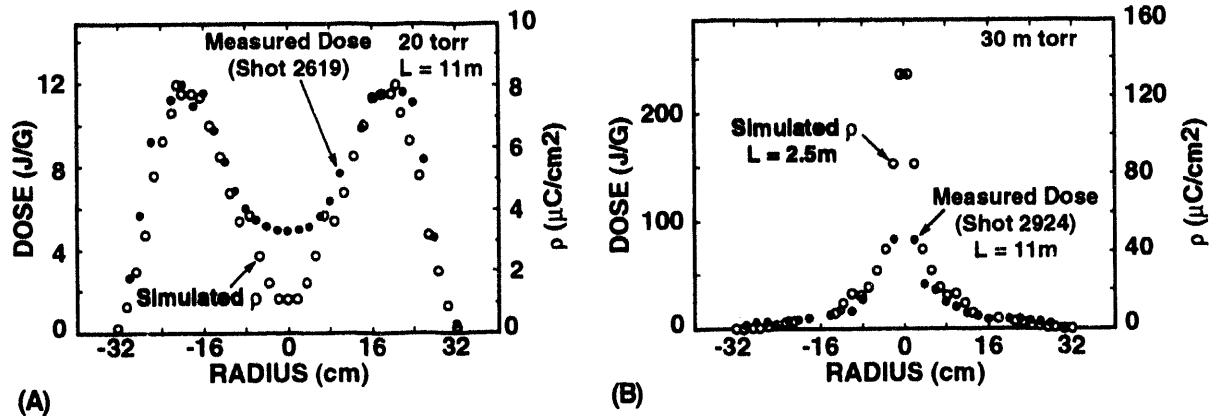 10
160
Measured Dose
(Shot 2619)
20 torr
L = 11m
30 m torr
12
8
4
0
DOSE (J/G)
8
6
4
2
0
ρ (μC/cm2)
Simulated ρ
-32
-16
0
16
32
RADIUS (cm)
(A)
200
100
0
DOSE (J/G)
Simulated ρ
L = 2.5m
Measured Dose
(Shot 2924)
L = 11m
120
80
40
0
ρ (μC/cm2)
-32
-16
0
16
32
RADIUS (cm)
(B)